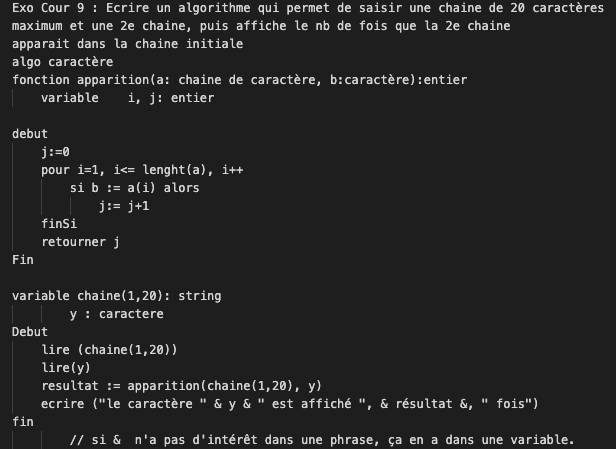 Exo Cour 9 : Ecrire un algorithme qui permet de saisir une chaine de 20 caractères
maximum et une 2e chaine, puis affiche le nb de fois que la 2e chaine
apparait dans la chaine initiale
algo caractère
fonction apparition(a: chaine de caractère, b:caractère):entier
variable i, j: entier
debut
j:=0
pour i=1, i<= lenght(a), i++
si b := a(i) alors
j:= j+1
finSi
retourner j
Fin
variable chaine(1,20): string
y : caractere
Debut
lire (chaine(1,20))
lire(y)
resultat := apparition(chaine(1,20), y)
ecrire ("le caractère " & y & " est affiché ", & résultat &, " fois")
fin
// si &  n'a pas d'intérêt dans une phrase, ça en a dans une variable.